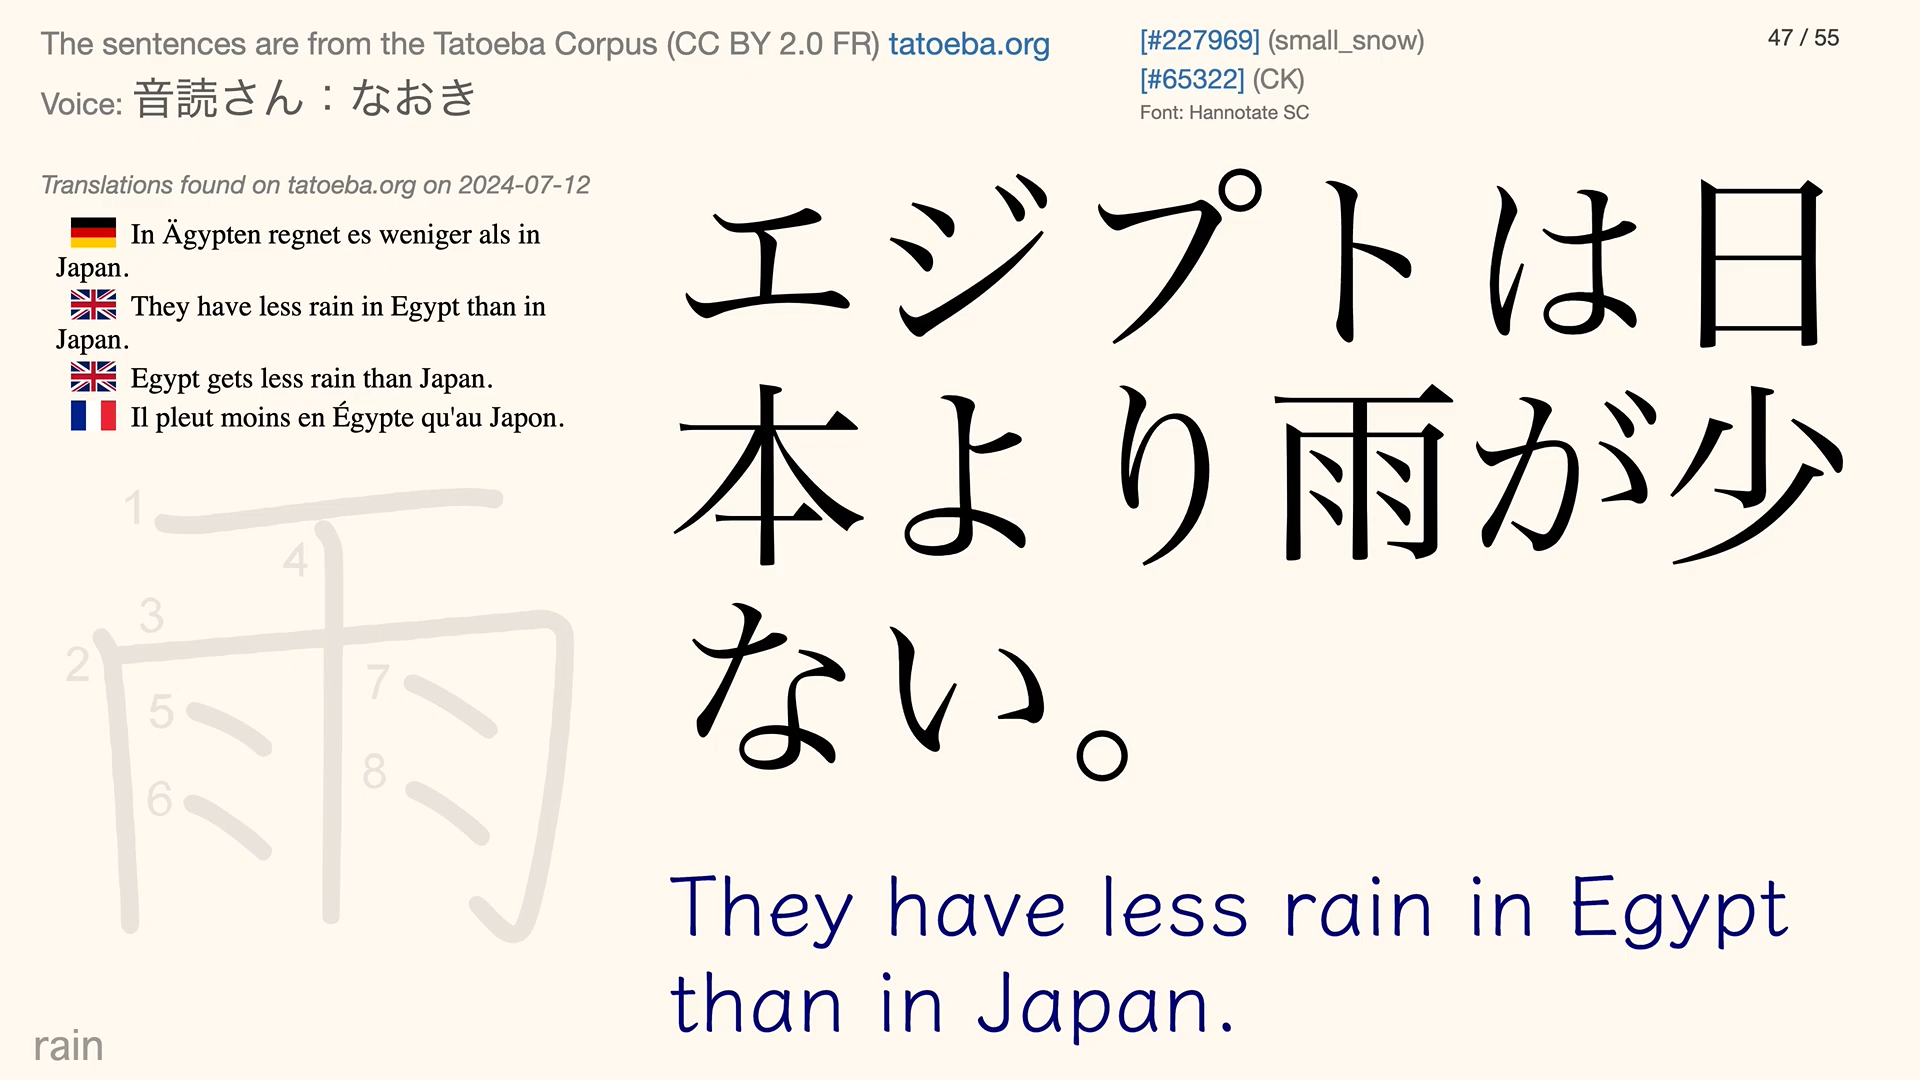 The sentences are from the Tatoeba Corpus (CC BY 2.0 FR) tatoeba.org
Voice: 音読さん：なおき
[#227969] (small_snow)
[#65322] (CK)
Font: Hannotate SC
47 / 55
Translations found on tatoeba.org on 2024-07-12
In Ägypten regnet es weniger als in
Japan.
They have less rain in Egypt than in
Japan.
Egypt gets less rain than Japan.
Il pleut moins en Égypte qu'au Japon.
エジプトは日
本より雨が少
ない。
They have less rain in Egypt
than in Japan.
雨
1
4
3
2
7
5
8
6
rain